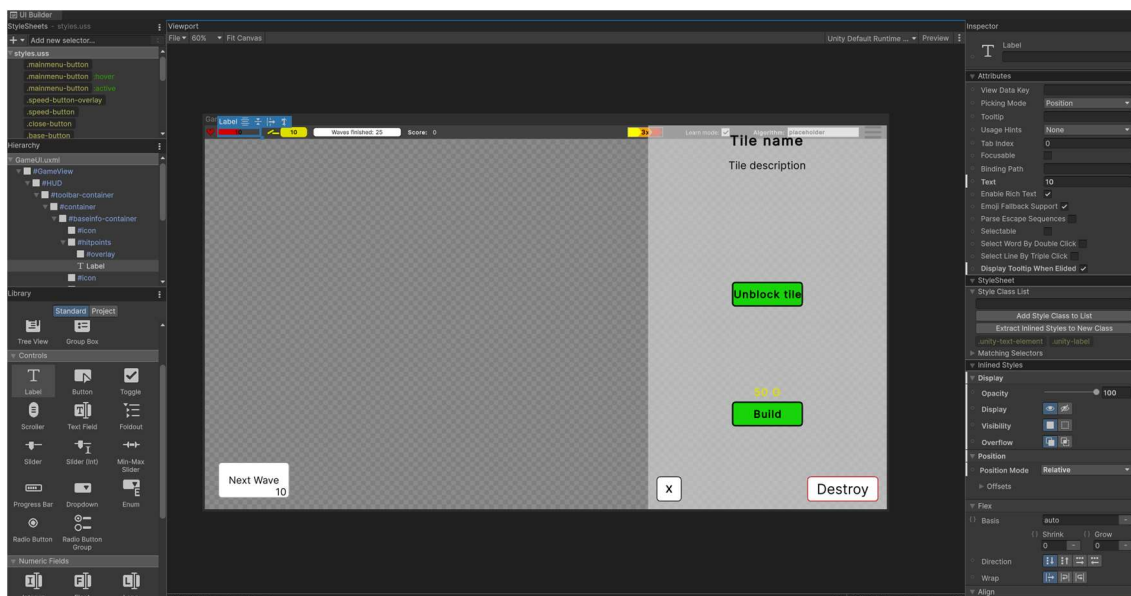 UI Builder
StyleSheets - styles.uss
Add new selector...
styles.uss
.mainmenu-button
.mainmenu-button :hover
.mainmenu-button :active
.speed-button-overlay
.speed-button
.close-button
.base-button
Hierarchy
GameUI.uxml
#GameView
#HUD
#toolbar-container
#container
#baseinfo-container
#icon
#hitpoints
#overlay
Label
#icon
Library
Standard Project
Tree View Group Box
Controls
Label Button Toggle
Scroller Text Field Foldout
Slider Slider (Int) Min-Max Slider
Progress Bar Dropdown Enum
Radio Button Radio Button Group
Numeric Fields
Viewport
File 60% Fit Canvas
Unity Default Runtime ... Preview
Label
10 Waves finished: 25 Score: 0
3x Learn mode: Algorithm: placeholder
Tile name
Tile description
Unblock tile
Build
Next Wave
10
X
Destroy
Inspector
Label
Attributes
View Data Key
Picking Mode Position
Tooltip
Usage Hints None
Tab Index 0
Focusable
Binding Path
Text 10
Enable Rich Text
Emoji Fallback Support
Parse Escape Sequences
Selectable
Select Word By Double Click
Select Line By Triple Click
Display Tooltip When Elided
StyleSheet
Style Class List
Add Style Class to List
Extract Inlined Styles to New Class
.unity-text-element .unity-label
Matching Selectors
Inlined Styles
Display
Opacity 100
Display
Visibility
Overflow
Position
Position Mode Relative
Offsets
Flex
Basis auto
Shrink Grow
0 0
Direction
Wrap
Align